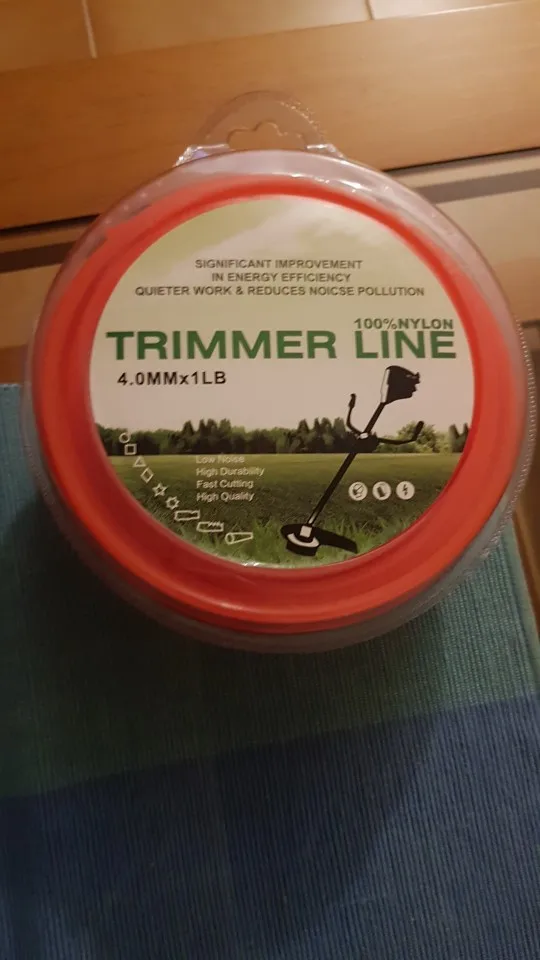 SIGNIFICANT IMPROVEMENT
IN ENERGY EFFICIENCY
QUIETER WORK & REDUCES NOICSE POLLUTION
100%NYLON
TRIMMER LINE
4.0MMx1LB
Low Noise
High Durability
Fast Cutting
High Quality